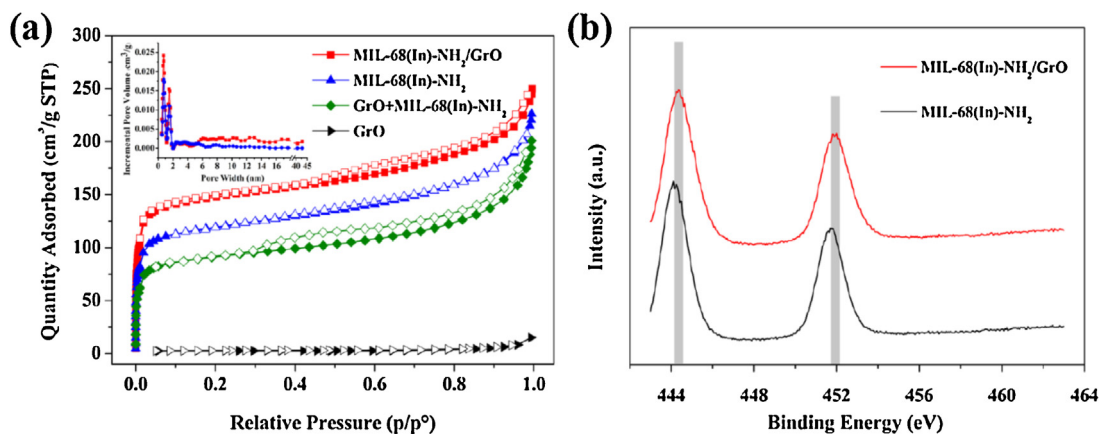 (a)
300
250
200
150
100
50
0
Quantity Adsorbed (cm³/g STP)
0.0 0.2 0.4 0.6 0.8 1.0
Relative Pressure (p/p°)
MIL-68(In)-NH₂/GrO
MIL-68(In)-NH₂
GrO+MIL-68(In)-NH₂
GrO
0.025
0.020
0.015
0.010
0.005
0.000
Incremental Pore Volume cm³/g
0 2 4 6 8 10 12 14 16 40 45
Pore Width (nm)
(b)
Intensity (a.u.)
MIL-68(In)-NH₂/GrO
MIL-68(In)-NH₂
444 448 452 456 460 464
Binding Energy (eV)